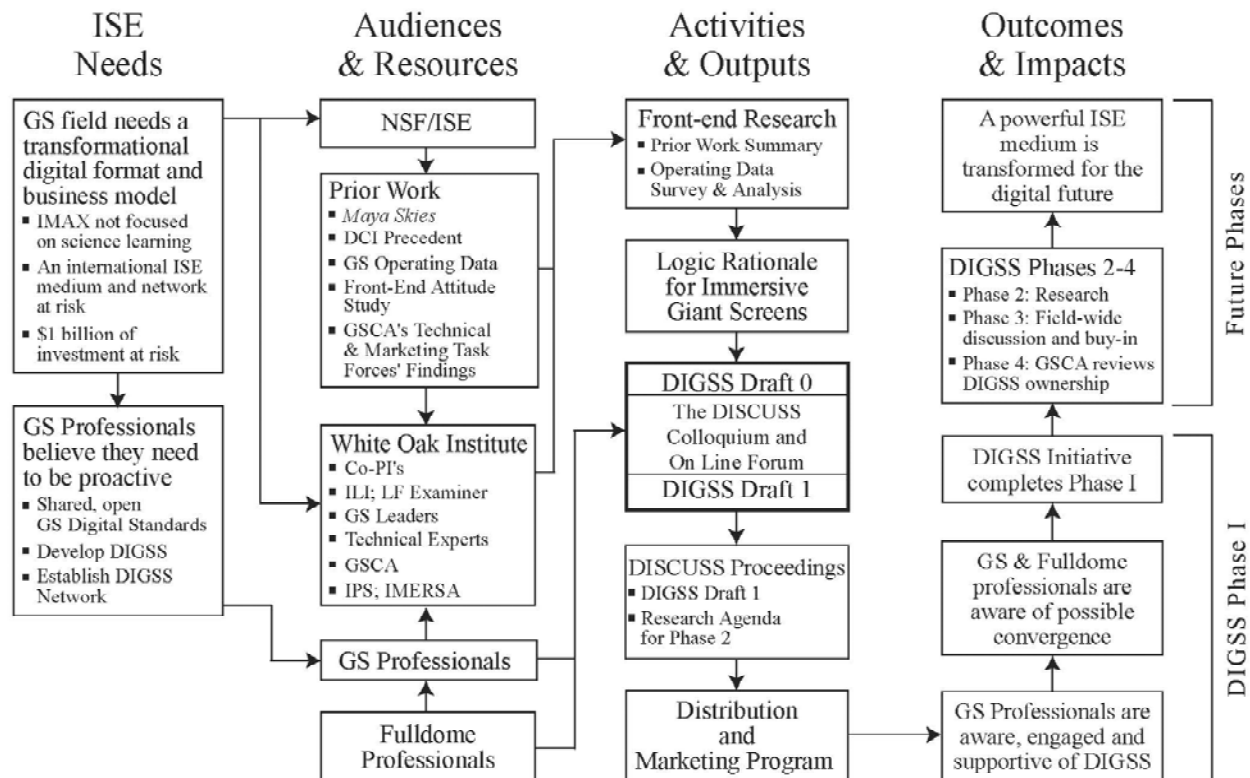 ISE
Needs
Audiences
& Resources
Activities
& Outputs
Outcomes
& Impacts
GS field needs a
transformational
digital format and
business model
▪ IMAX not focused
on science learning
▪ An international ISE
medium and network
at risk
▪ $1 billion of
investment at risk
GS Professionals
believe they need
to be proactive
▪ Shared, open
GS Digital Standards
▪ Develop DIGSS
▪ Establish DIGSS
Network
NSF/ISE
Prior Work
▪ Maya Skies
▪ DCI Precedent
▪ GS Operating Data
▪ Front-End Attitude
Study
▪ GSCA's Technical
& Marketing Task
Forces' Findings
White Oak Institute
▪ Co-PI's
▪ ILI; LF Examiner
▪ GS Leaders
▪ Technical Experts
▪ GSCA
▪ IPS; IMERSA
GS Professionals
Fulldome
Professionals
Front-end Research
▪ Prior Work Summary
▪ Operating Data
Survey & Analysis
Logic Rationale
for Immersive
Giant Screens
DIGSS Draft 0
The DISCUSS
Colloquium and
On Line Forum
DIGSS Draft 1
DISCUSS Proceedings
▪ DIGSS Draft 1
▪ Research Agenda
for Phase 2
Distribution
and
Marketing Program
A powerful ISE
medium is
transformed for the
digital future
DIGSS Phases 2-4
▪ Phase 2: Research
▪ Phase 3: Field-wide
discussion and buy-in
▪ Phase 4: GSCA reviews
DIGSS ownership
DIGSS Initiative
completes Phase I
GS & Fulldome
professionals are
aware of possible
convergence
GS Professionals are
aware, engaged and
supportive of DIGSS
Future Phases
DIGSS Phase I